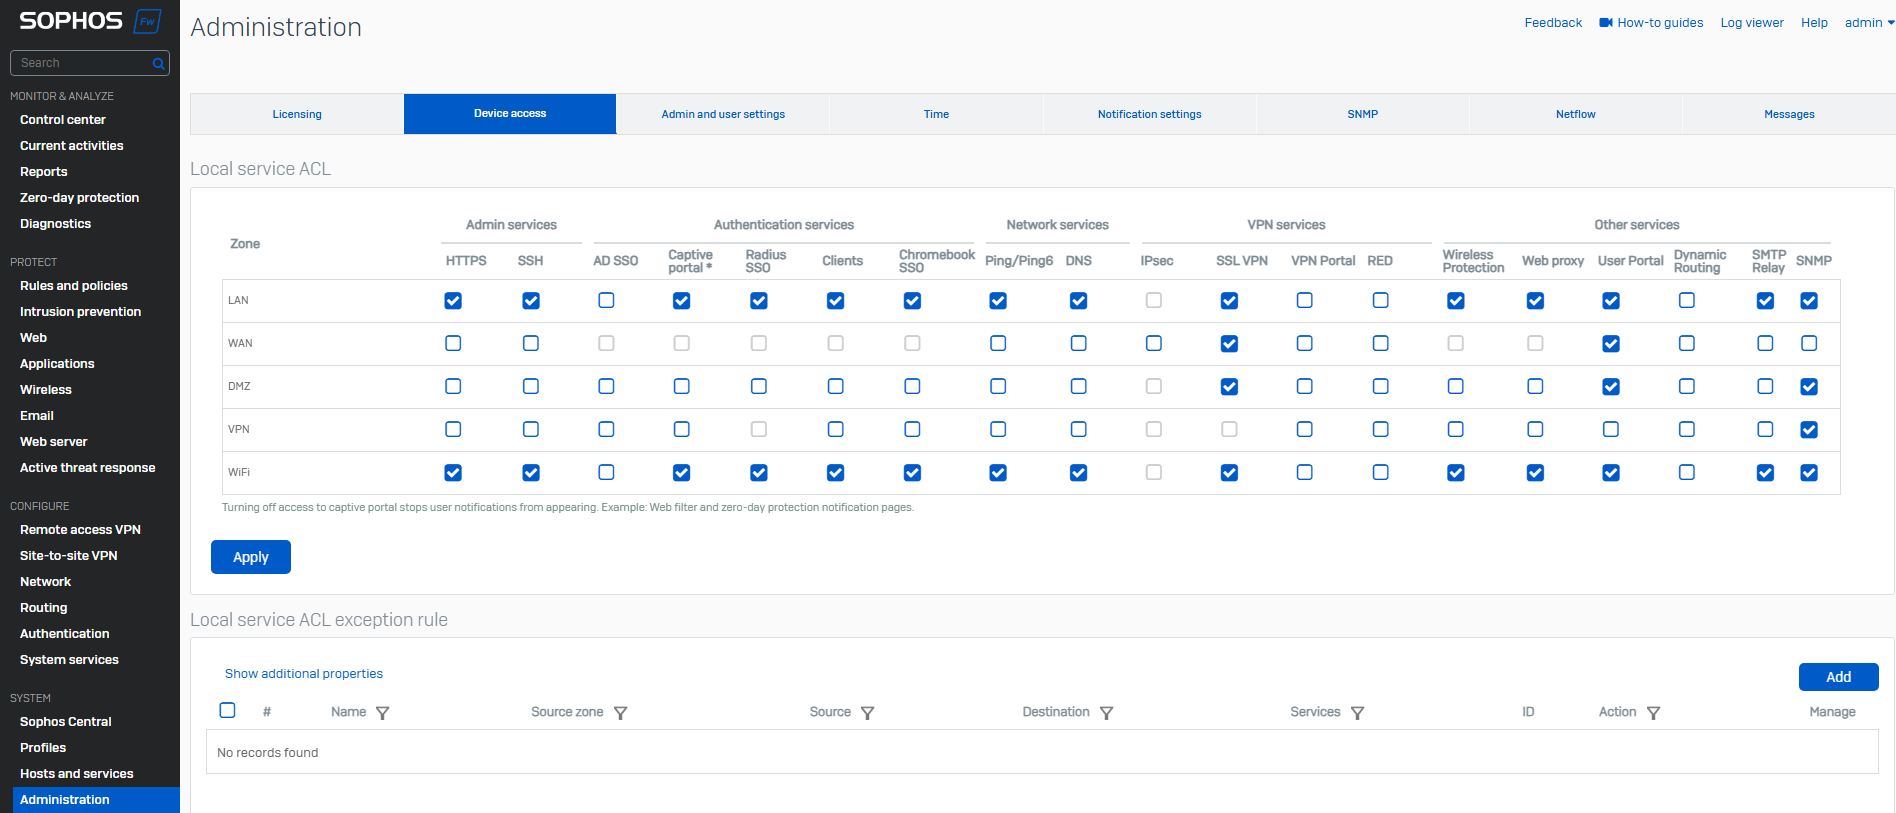 SOPHOS Fw
Search
MONITOR & ANALYZE
Control center
Current activities
Reports
Zero-day protection
Diagnostics
PROTECT
Rules and policies
Intrusion prevention
Web
Applications
Wireless
Email
Web server
Active threat response
CONFIGURE
Remote access VPN
Site-to-site VPN
Network
Routing
Authentication
System services
SYSTEM
Sophos Central
Profiles
Hosts and services
Administration
Administration
Feedback How-to guides Log viewer Help admin
Licensing Device access Admin and user settings Time Notification settings SNMP Netflow Messages
Local service ACL
Zone Admin services Authentication services Network services VPN services Other services
HTTPS SSH AD SSO Captive portal * Radius SSO Clients Chromebook SSO Ping/Ping6 DNS IPsec SSL VPN VPN Portal RED Wireless Protection Web proxy User Portal Dynamic Routing SMTP Relay SNMP
LAN
WAN
DMZ
VPN
WiFi
Turning off access to captive portal stops user notifications from appearing. Example: Web filter and zero-day protection notification pages.
Apply
Local service ACL exception rule
Show additional properties
Add
# Name Source zone Source Destination Services ID Action Manage
No records found